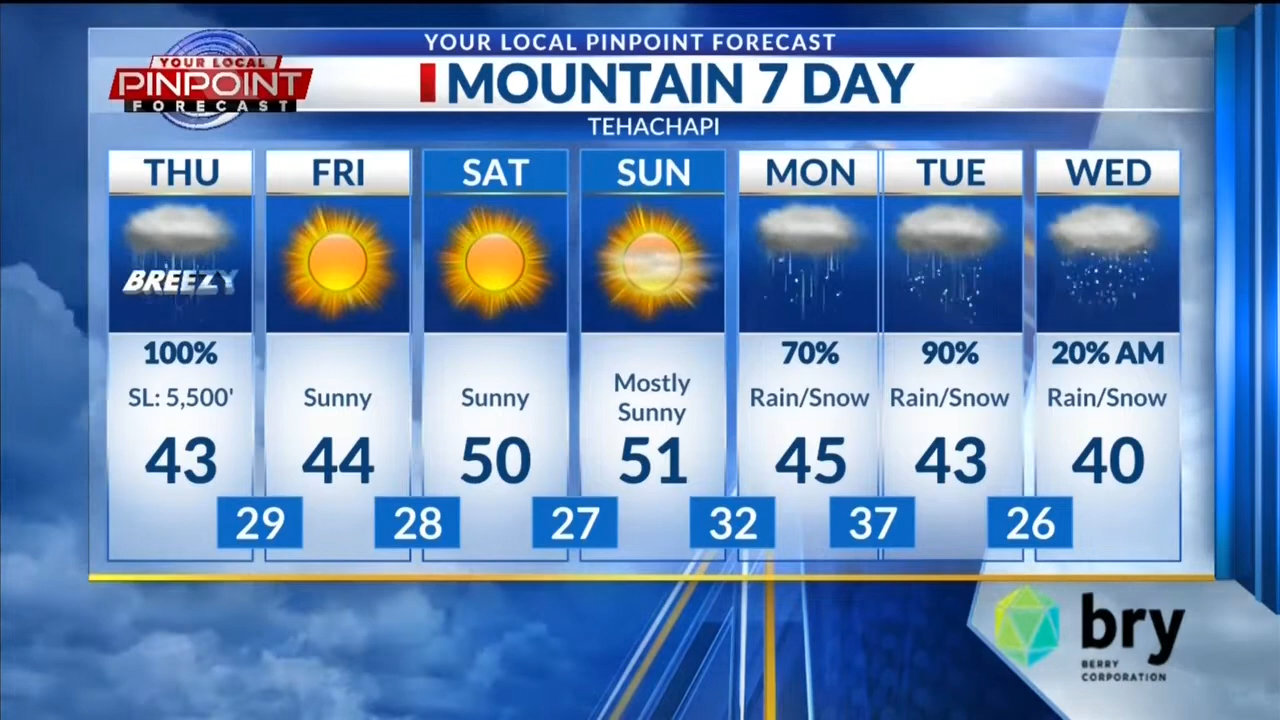 YOUR LOCAL PINPOINT FORECAST
YOUR LOCAL
PINPOINT
FORECAST
MOUNTAIN 7 DAY
TEHACHAPI
THU FRI SAT SUN MON TUE WED
BREEZY
100% 70% 90% 20% AM
SL: 5,500' Sunny Sunny Mostly Sunny Rain/Snow Rain/Snow Rain/Snow
43 44 50 51 45 43 40
29 28 27 32 37 26
bry
BERRY
CORPORATION